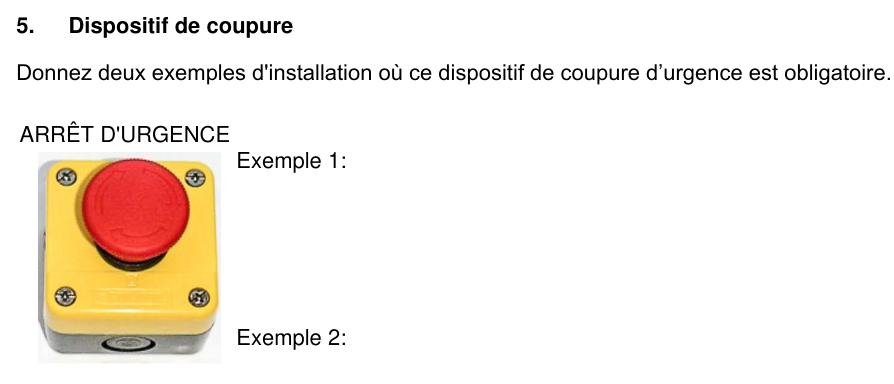 5. Dispositif de coupure
Donnez deux exemples d'installation où ce dispositif de coupure d’urgence est obligatoire.
ARRÊT D'URGENCE
Exemple 1:
Exemple 2: